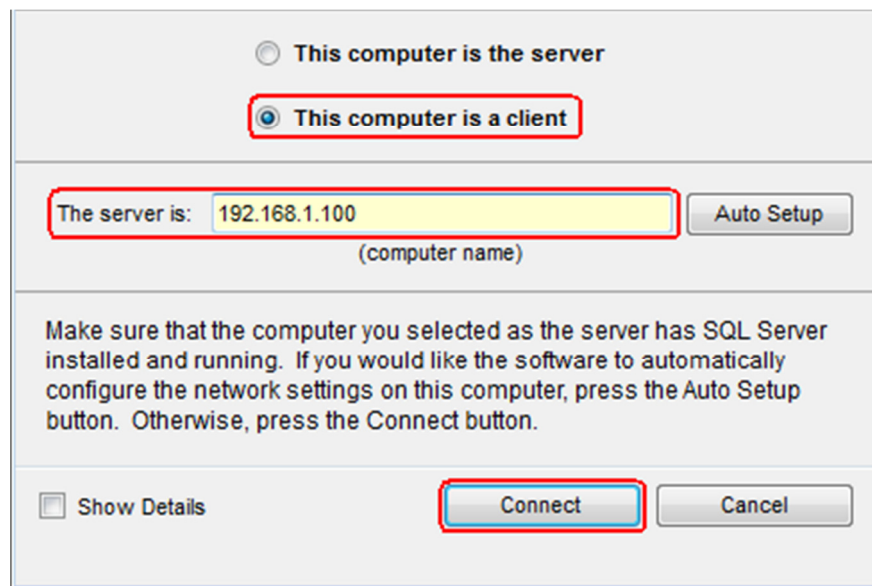 This computer is the server
This computer is a client
The server is: 192.168.1.100 Auto Setup
(computer name)
Make sure that the computer you selected as the server has SQL Server
installed and running.  If you would like the software to automatically
configure the network settings on this computer, press the Auto Setup
button.  Otherwise, press the Connect button.
Show Details Connect Cancel